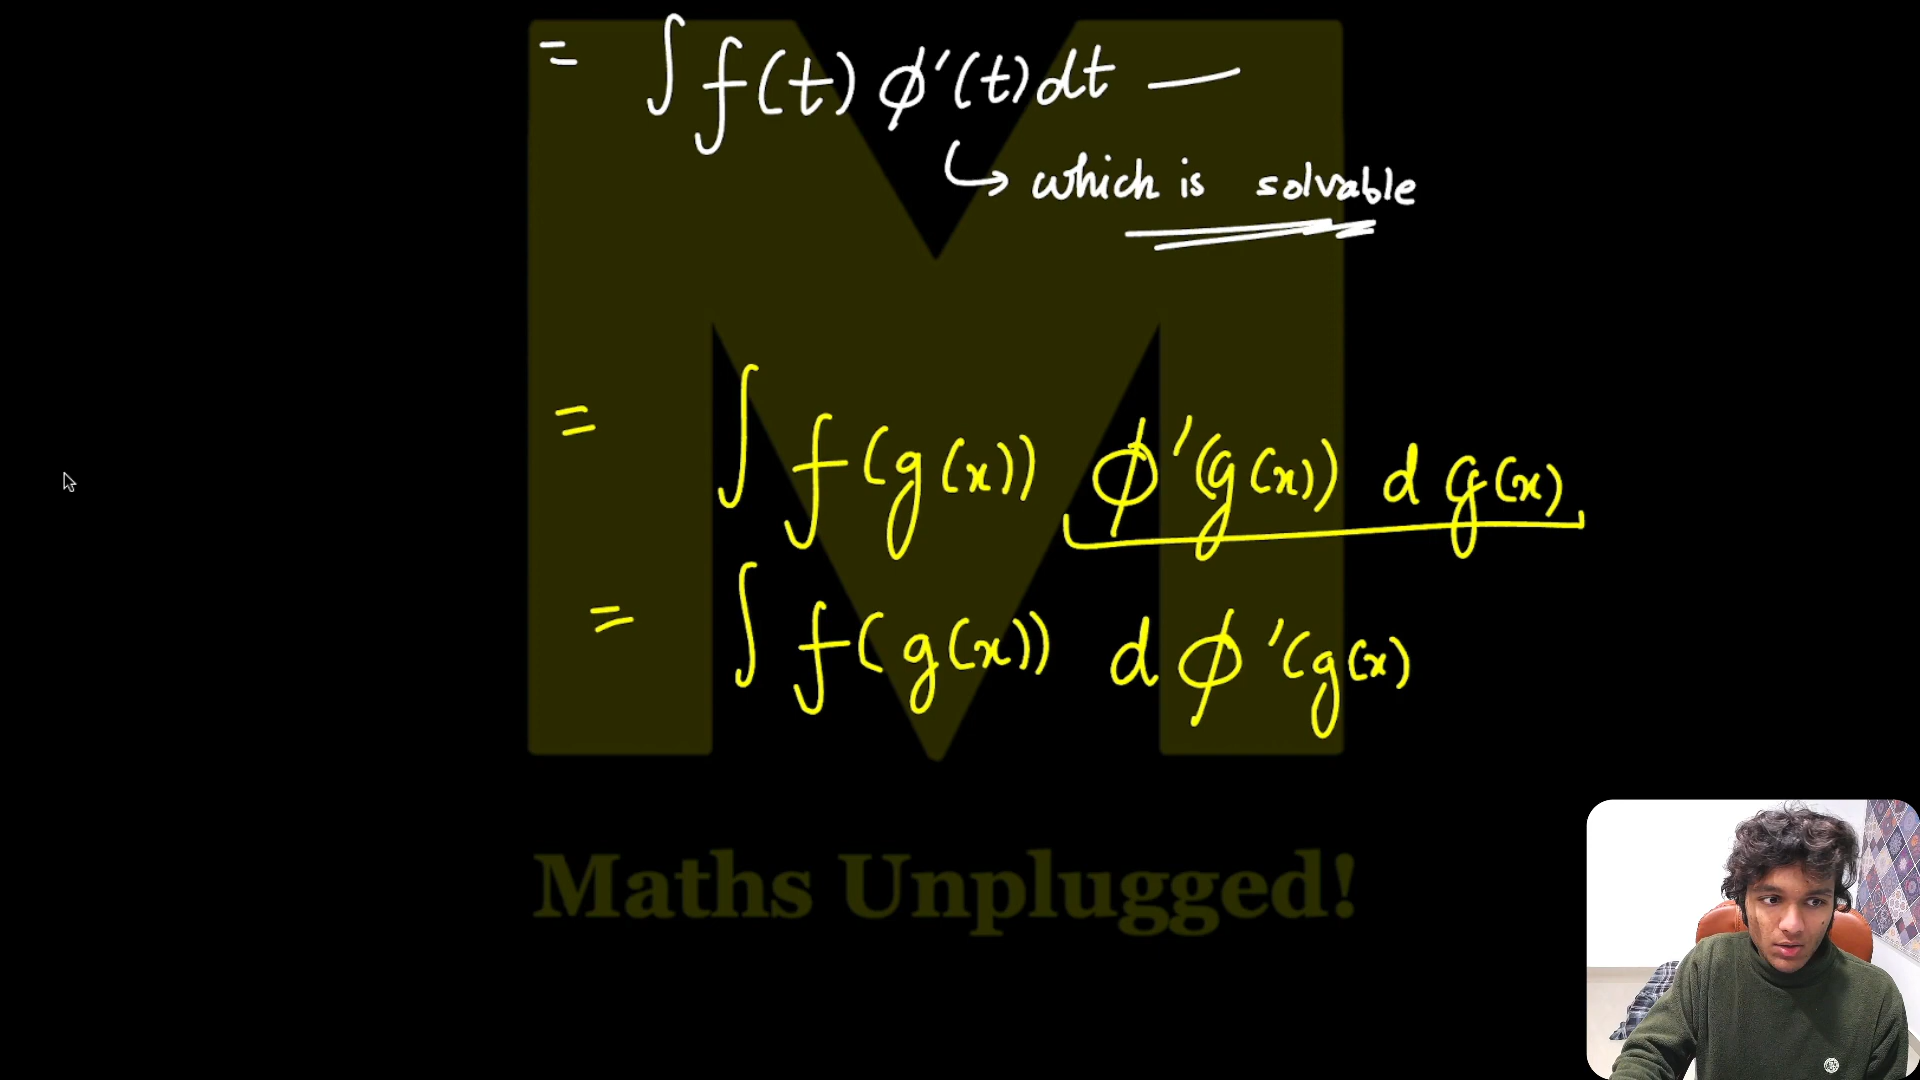 = ∫ f(t) ϕ'(t) dt —
↳ which is solvable
= ∫ f(g(x)) ϕ'(g(x)) d g(x)
= ∫ f(g(x)) d ϕ'(g(x)
Maths Unplugged!